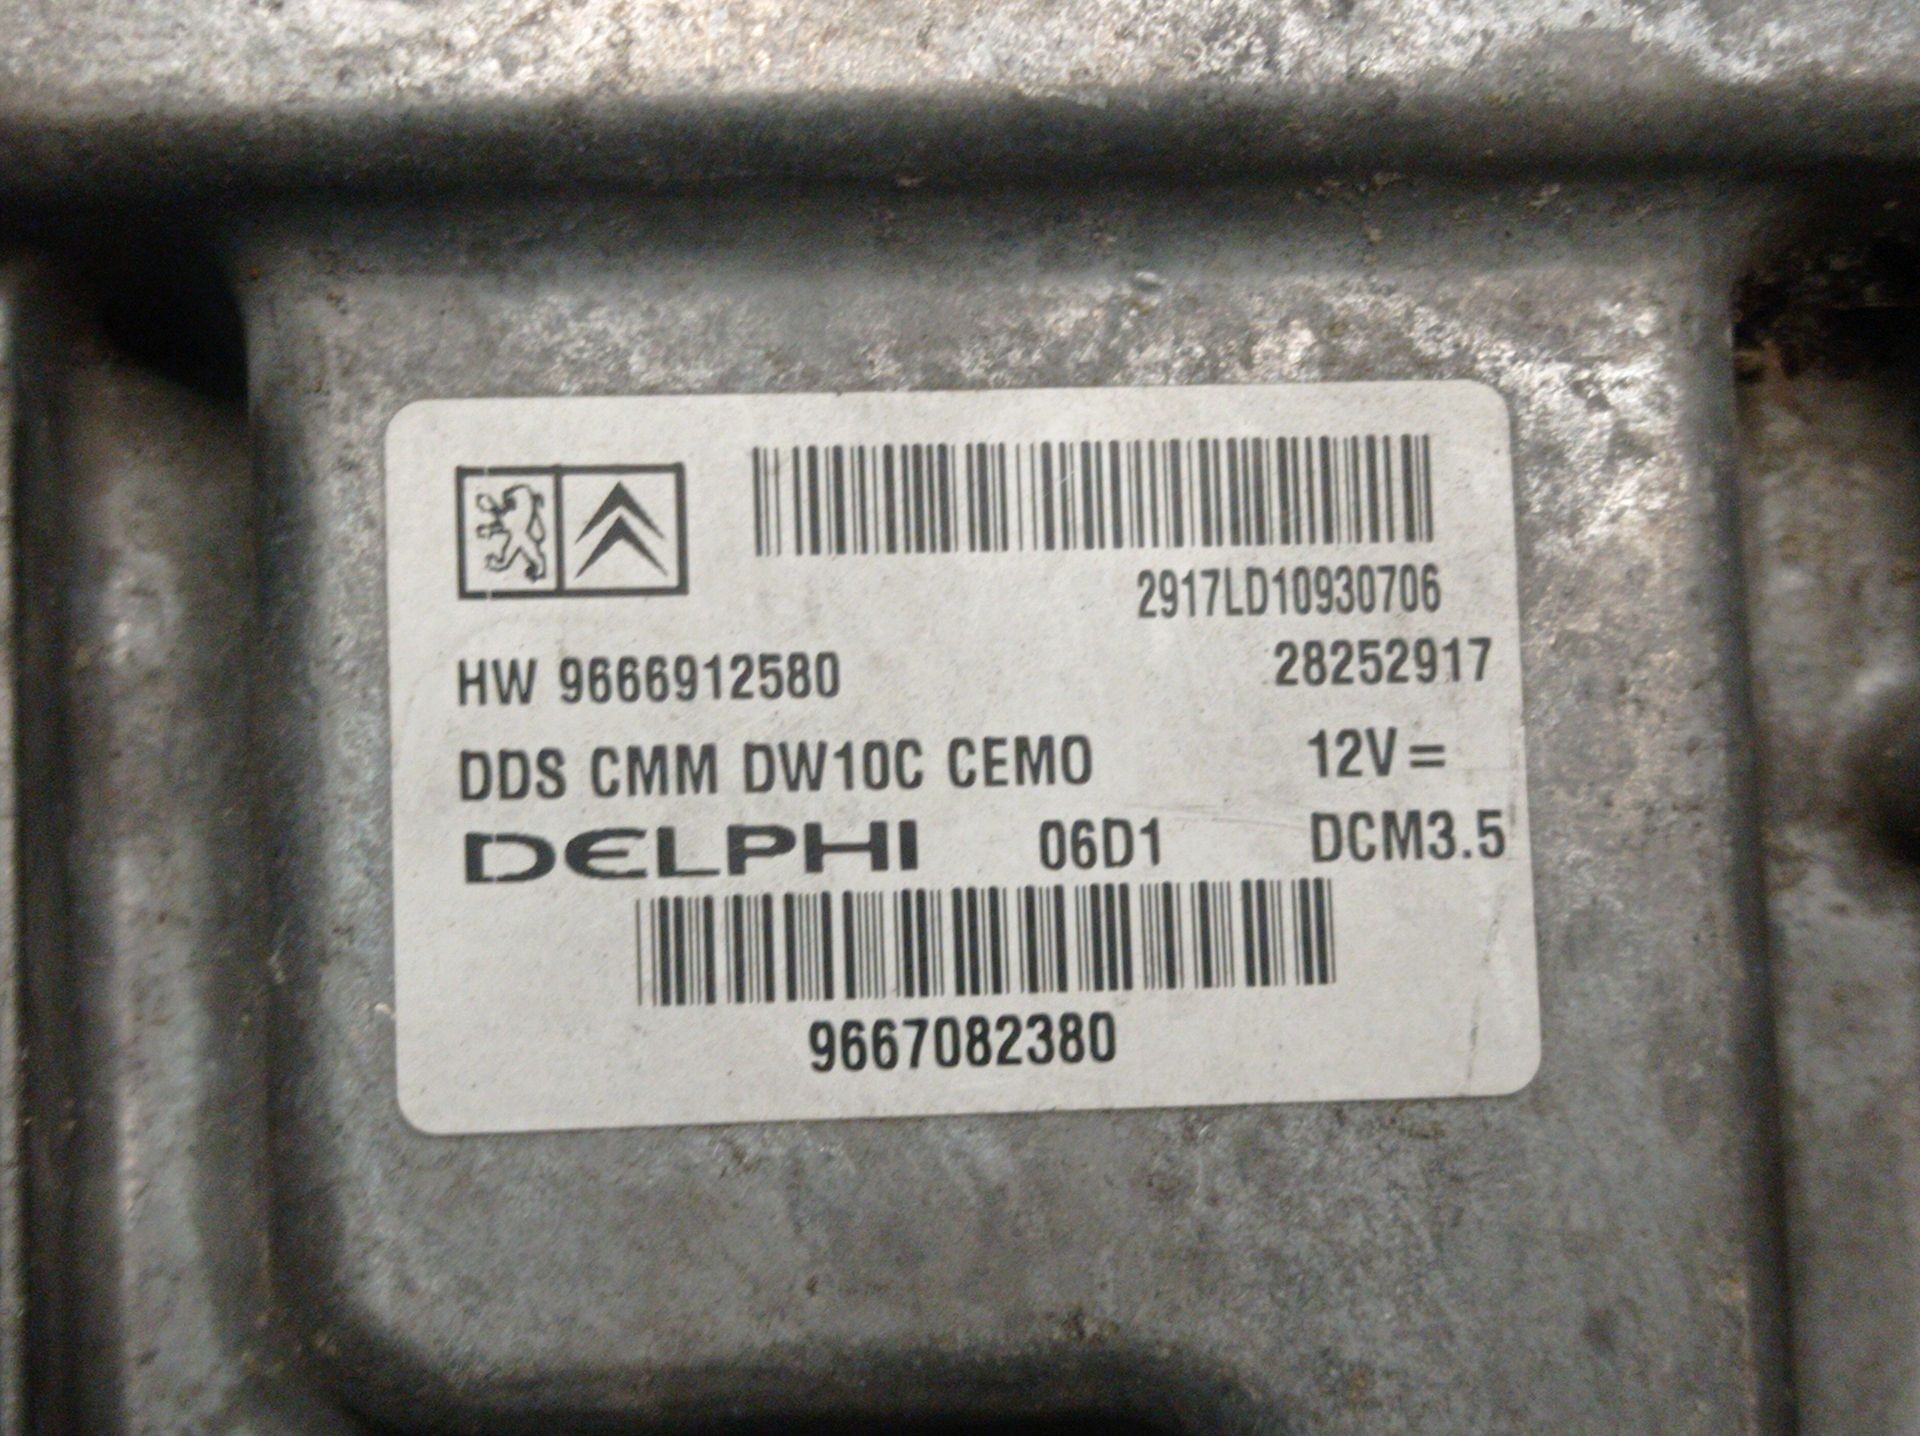 2917LD10930706
HW 9666912580 28252917
DDS CMM DW10C CEMO 12V=
DELPHI 06D1 DCM3.5
9667082380